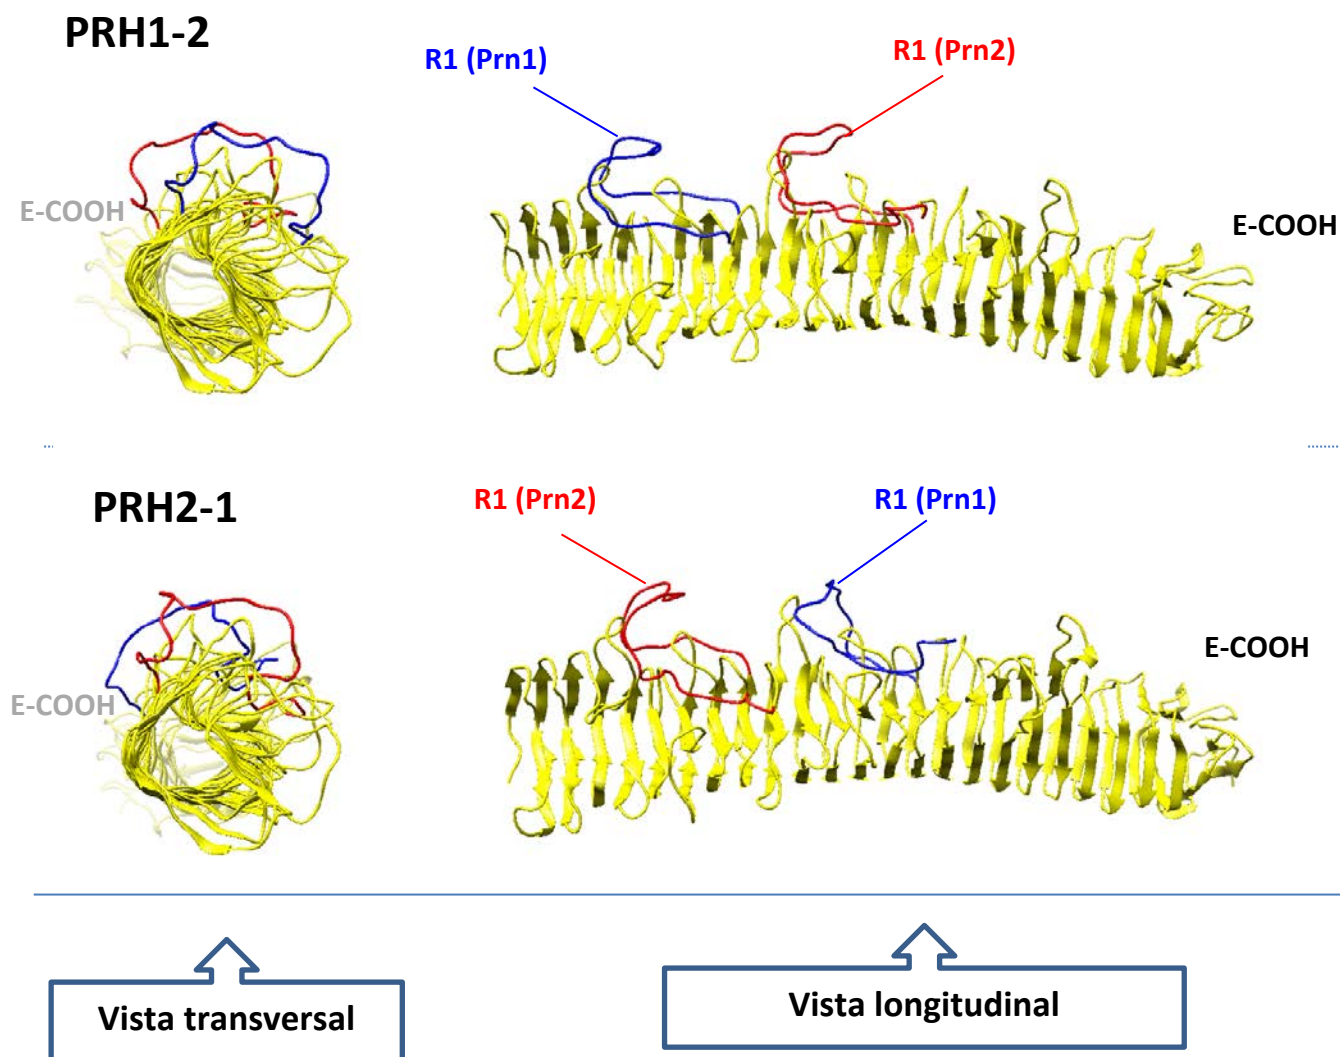 PRH1-2
R1 (Prn1)
R1 (Prn2)
E-COOH
E-COOH
PRH2-1
R1 (Prn2)
R1 (Prn1)
E-COOH
E-COOH
Vista transversal
Vista longitudinal